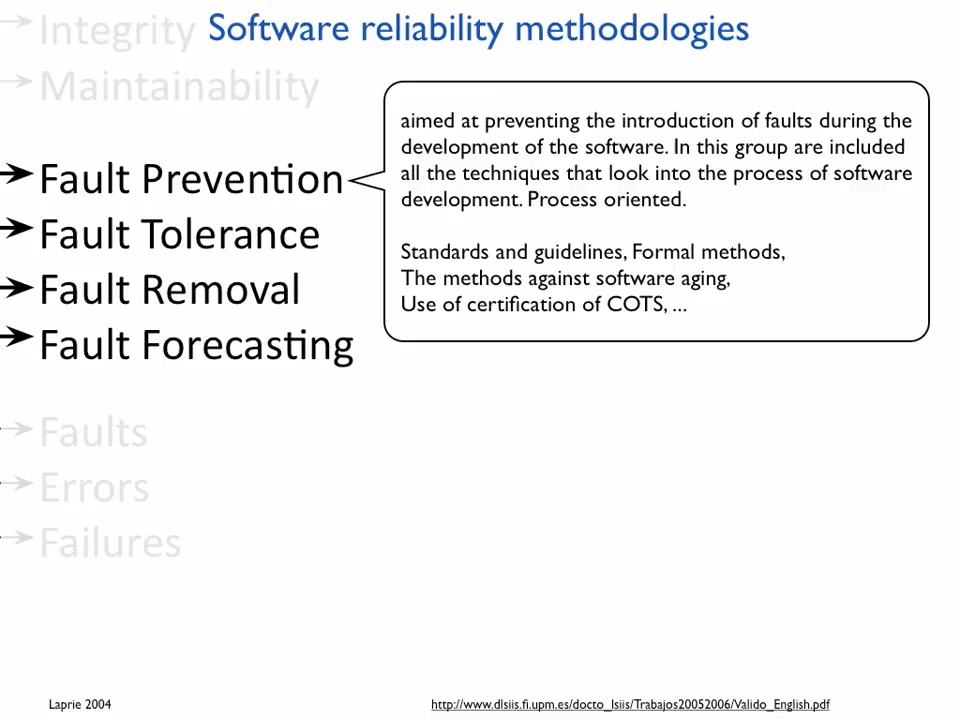 Software reliability methodologies
Integrity
Maintainability
Fault Prevention
Fault Tolerance
Fault Removal
Fault Forecasting
aimed at preventing the introduction of faults during the
development of the software. In this group are included
all the techniques that look into the process of software
development. Process oriented.
Standards and guidelines, Formal methods,
The methods against software aging,
Use of certification of COTS, ...
Faults
Errors
Failures
Laprie 2004
http://www.dlsiis.fi.upm.es/docto_lsiis/Trabajos20052006/Valido_English.pdf